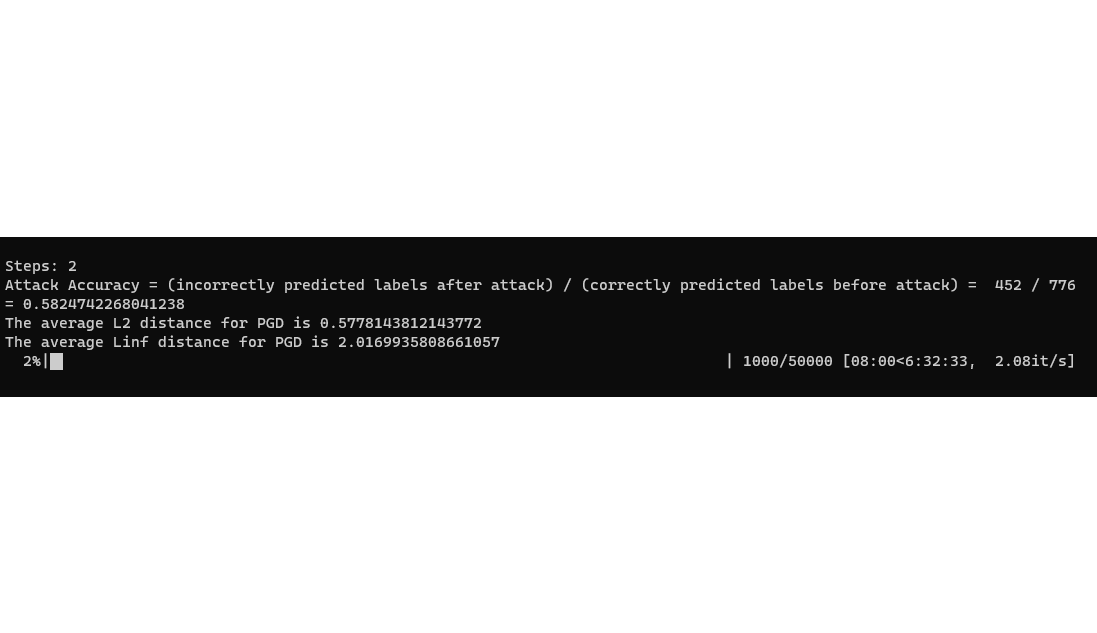 Steps: 2
Attack Accuracy = (incorrectly predicted labels after attack) / (correctly predicted labels before attack) =  452 / 776
= 0.5824742268041238
The average L2 distance for PGD is 0.5778143812143772
The average Linf distance for PGD is 2.0169935808661057
2%| | 1000/50000 [08:00<6:32:33,  2.08it/s]